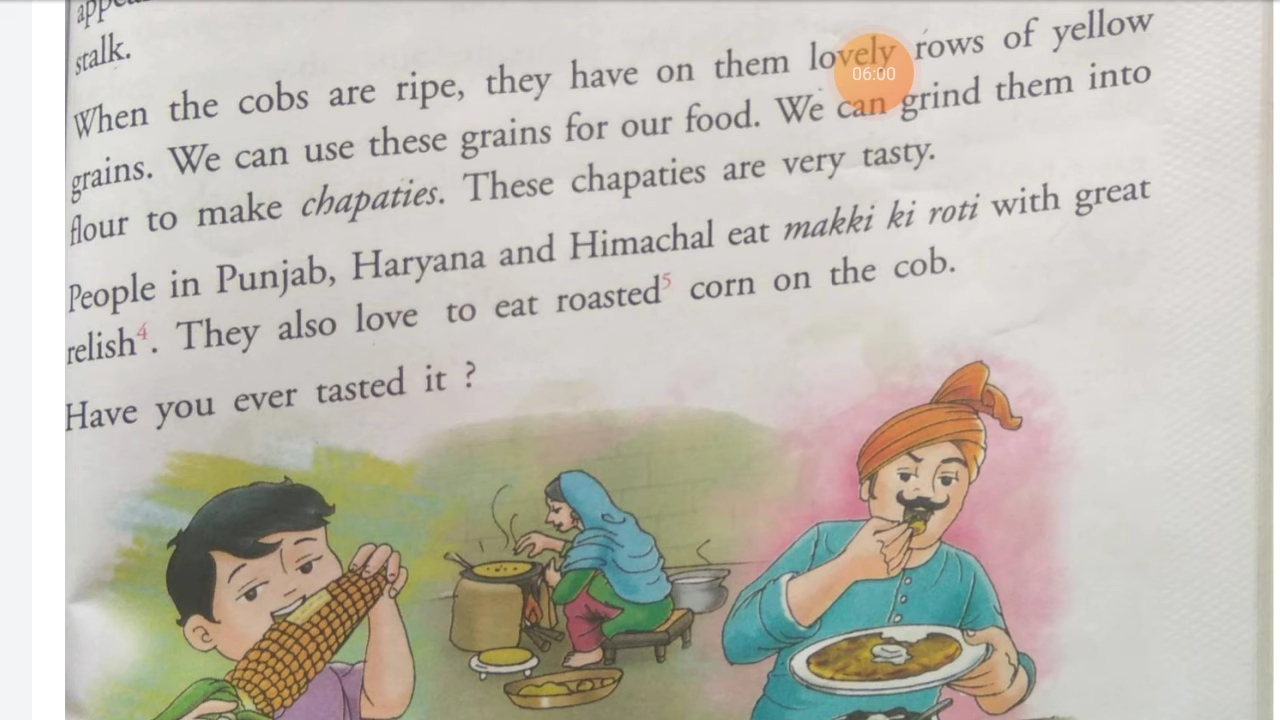 stalk.
When the cobs are ripe, they have on them lovely rows of yellow
grains. We can use these grains for our food. We can grind them into
flour to make chapaties. These chapaties are very tasty.
People in Punjab, Haryana and Himachal eat makki ki roti with great
relish⁴. They also love to eat roasted⁵ corn on the cob.
Have you ever tasted it ?
06:00